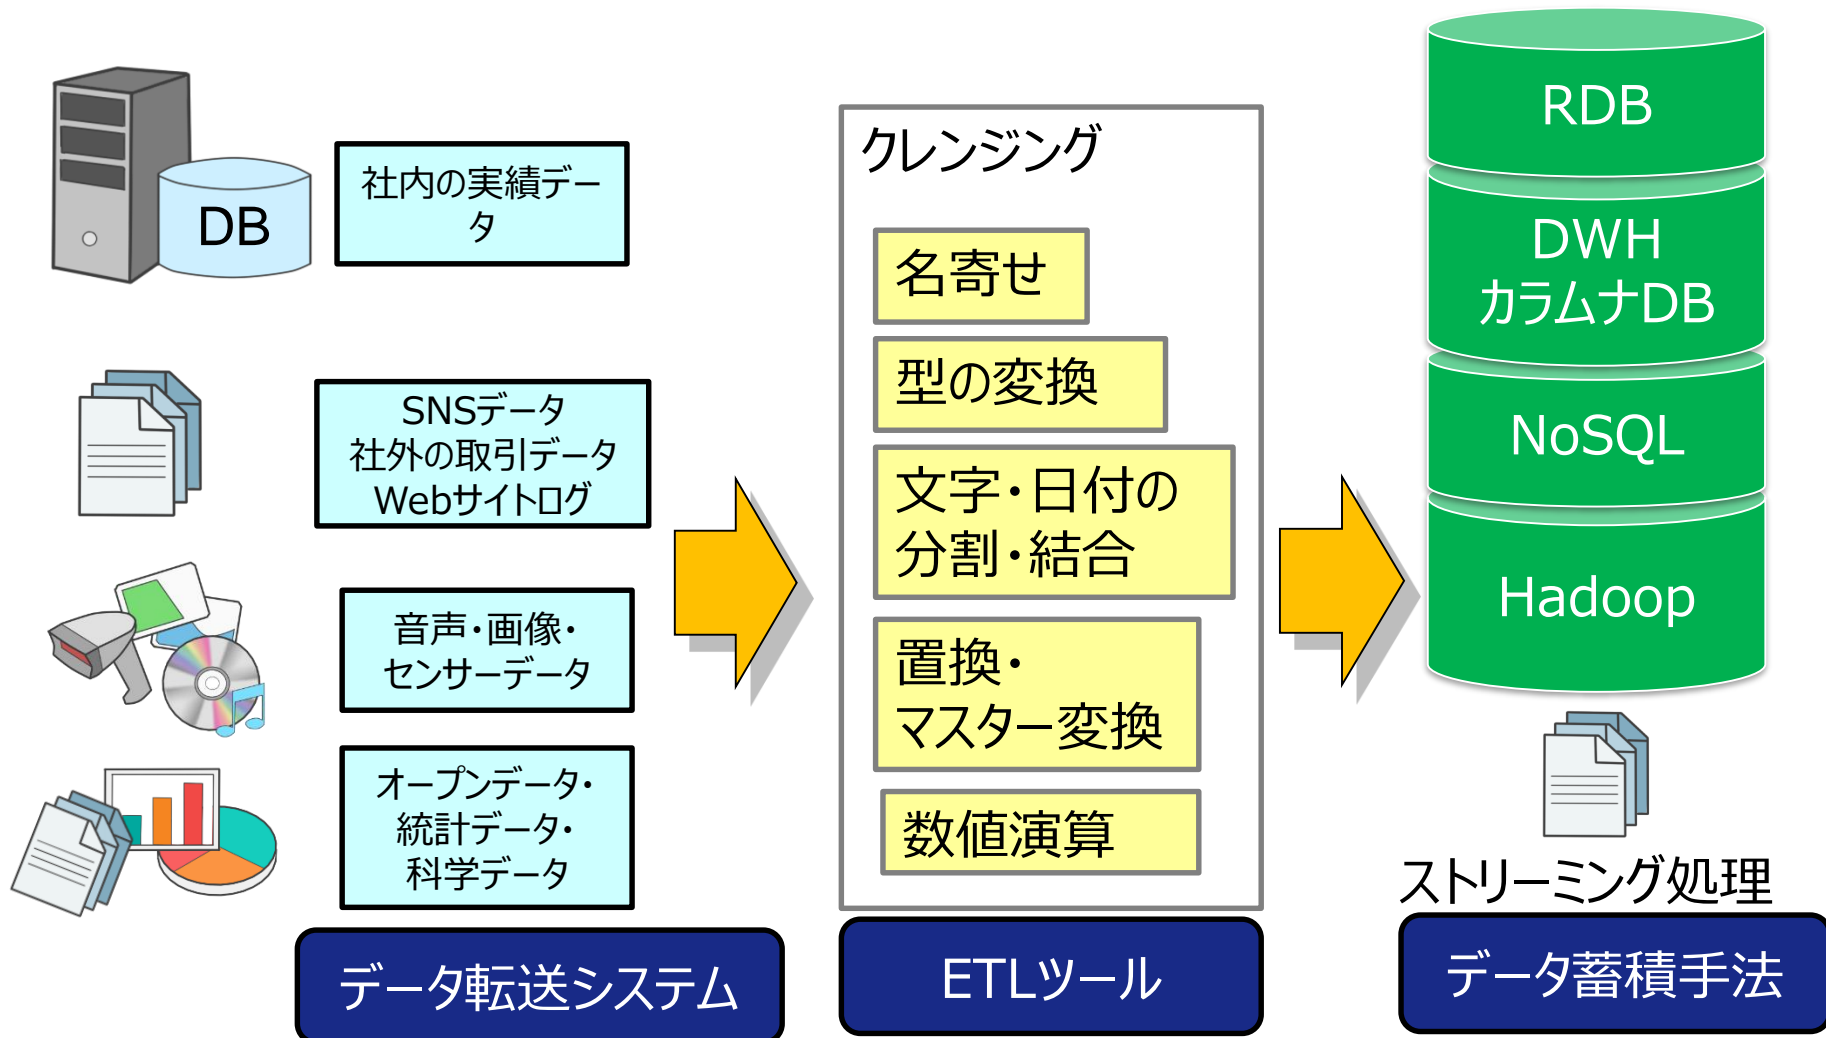 DB
社内の実績デー
タ
SNSデータ
社外の取引データ
Webサイトログ
音声・画像・
センサーデータ
オープンデータ・
統計データ・
科学データ
データ転送システム
クレンジング
名寄せ
型の変換
文字・日付の
分割・結合
置換・
マスター変換
数値演算
ETLツール
RDB
DWH
カラムナDB
NoSQL
Hadoop
ストリーミング処理
データ蓄積手法